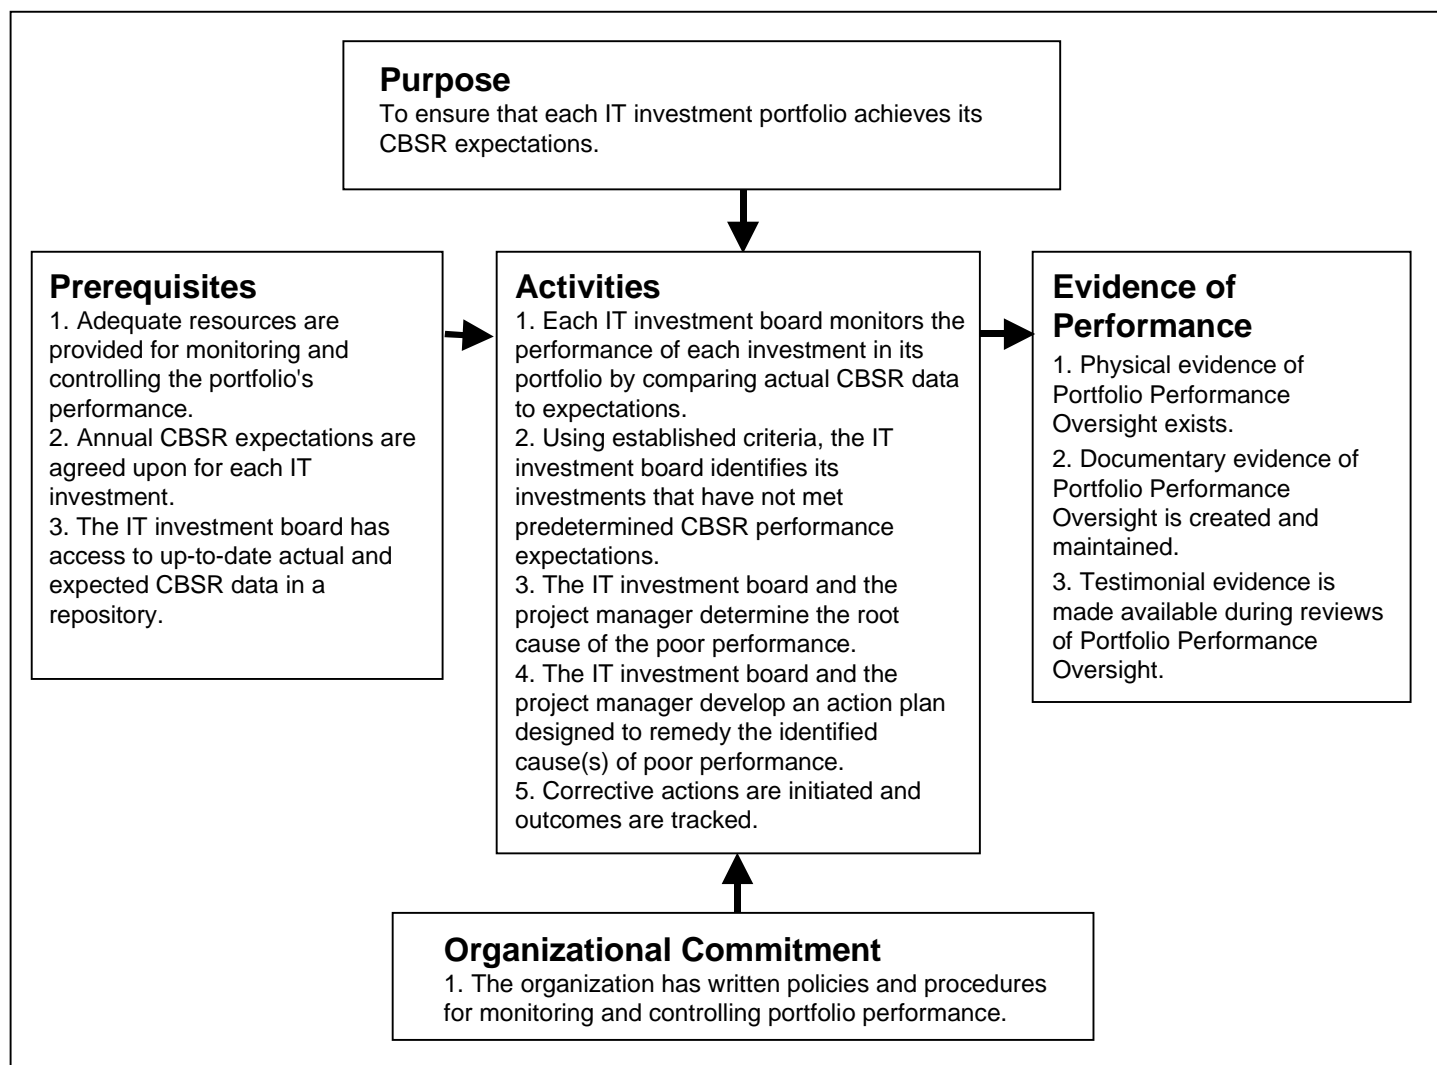 Purpose
To ensure that each IT investment portfolio achieves its
CBSR expectations.
Prerequisites
1. Adequate resources are
provided for monitoring and
controlling the portfolio's
performance.
2. Annual CBSR expectations are
agreed upon for each IT
investment.
3. The IT investment board has
access to up-to-date actual and
expected CBSR data in a
repository.
Activities
1. Each IT investment board monitors the
performance of each investment in its
portfolio by comparing actual CBSR data
to expectations.
2. Using established criteria, the IT
investment board identifies its
investments that have not met
predetermined CBSR performance
expectations.
3. The IT investment board and the
project manager determine the root
cause of the poor performance.
4. The IT investment board and the
project manager develop an action plan
designed to remedy the identified
cause(s) of poor performance.
5. Corrective actions are initiated and
outcomes are tracked.
Evidence of
Performance
1. Physical evidence of
Portfolio Performance
Oversight exists.
2. Documentary evidence of
Portfolio Performance
Oversight is created and
maintained.
3. Testimonial evidence is
made available during reviews
of Portfolio Performance
Oversight.
Organizational Commitment
1. The organization has written policies and procedures
for monitoring and controlling portfolio performance.